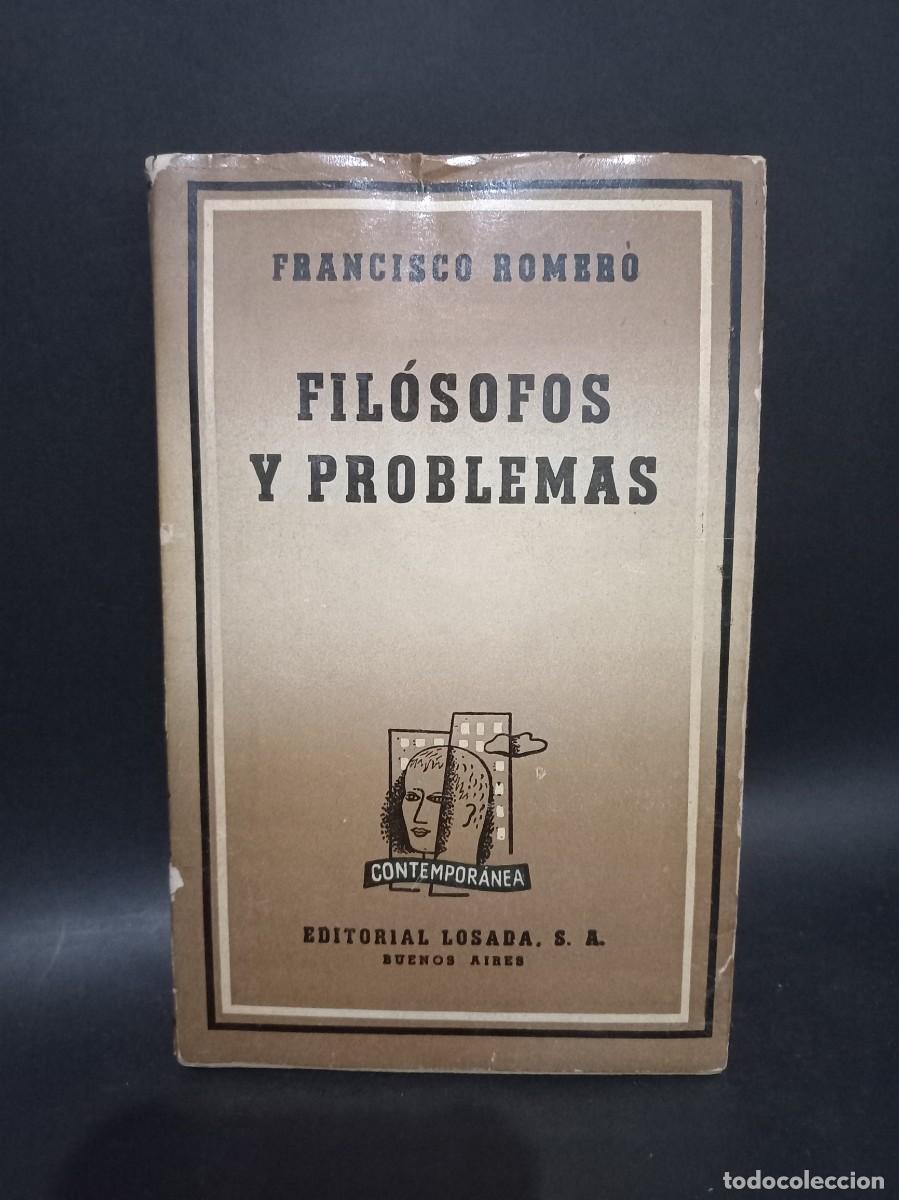 FRANCISCO ROMERO
FILÓSOFOS
Y PROBLEMAS
CONTEMPORÁNEA
EDITORIAL LOSADA, S. A.
BUENOS AIRES
todocoleccion